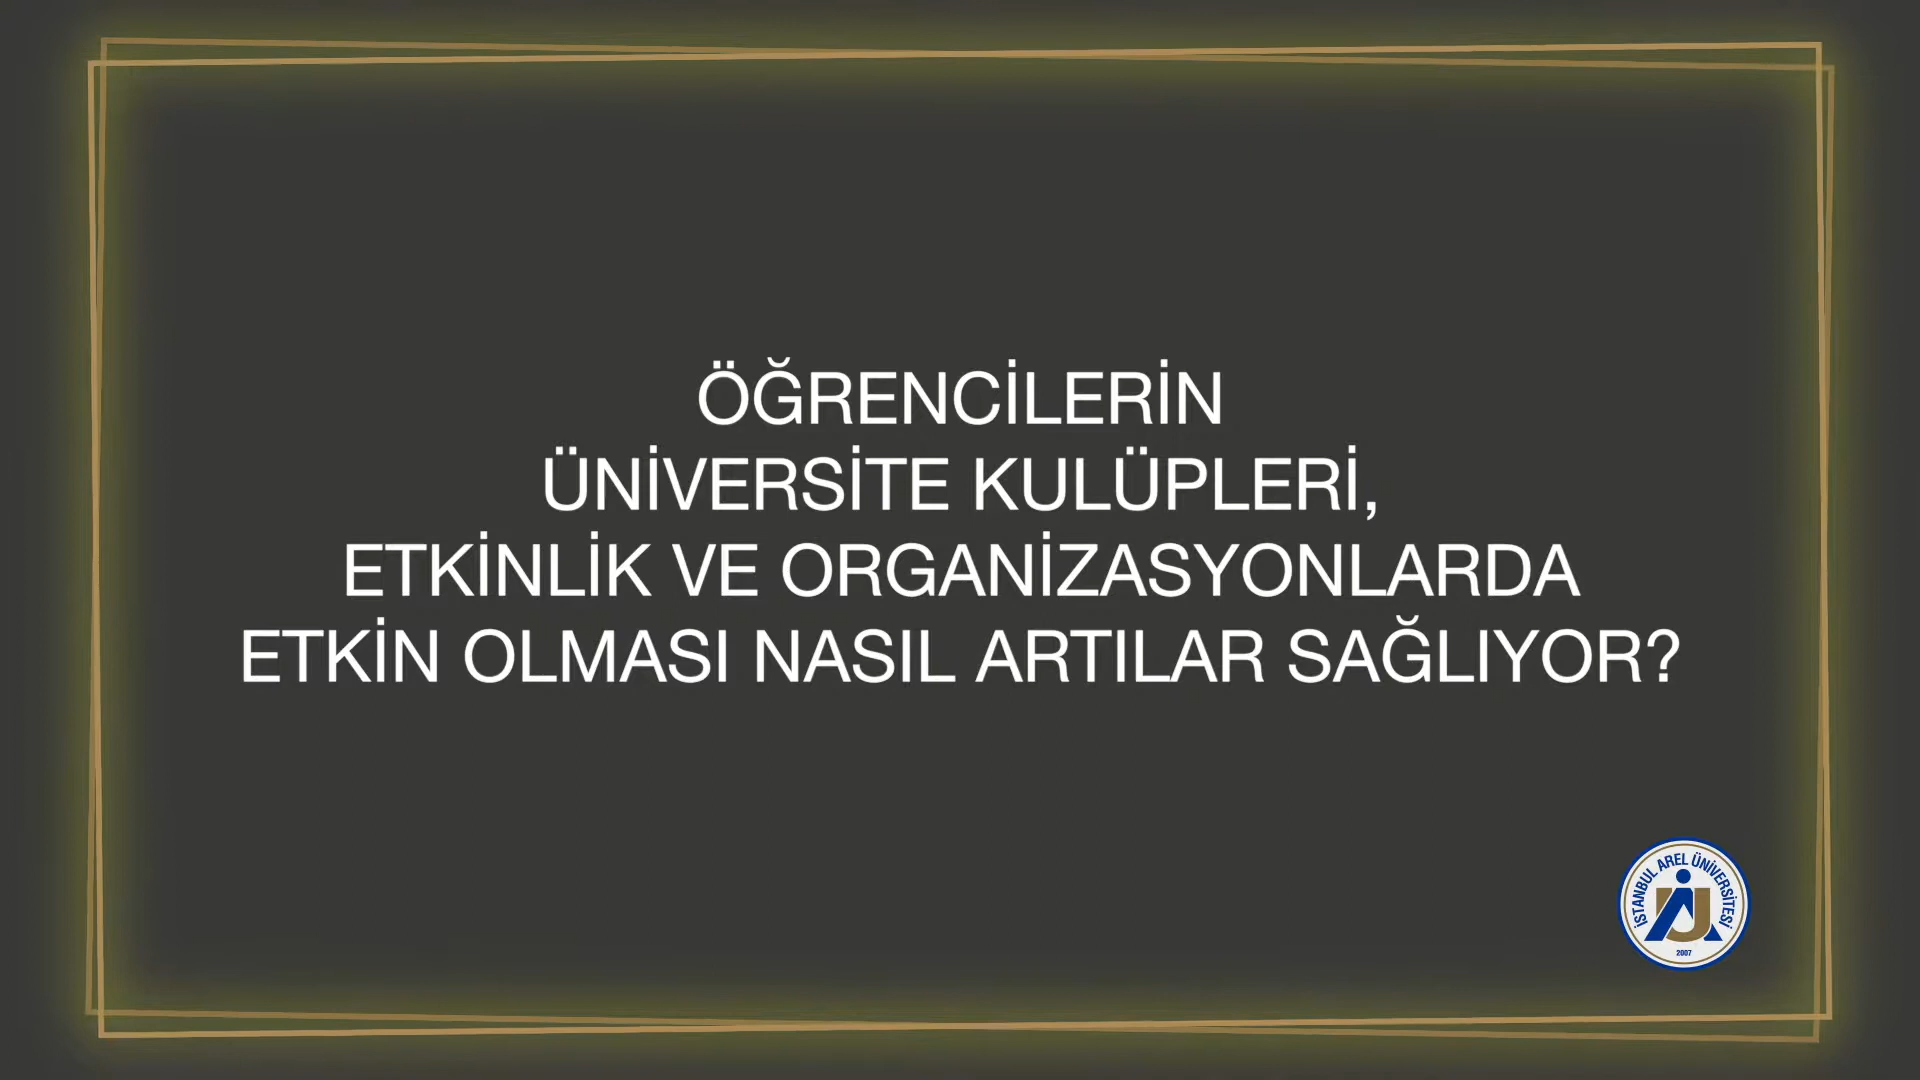 ÖĞRENCİLERİN
ÜNİVERSİTE KULÜPLERİ,
ETKİNLİK VE ORGANİZASYONLARDA
ETKİN OLMASI NASIL ARTILAR SAĞLIYOR?
İSTANBUL AREL ÜNİVERSİTESİ
2007